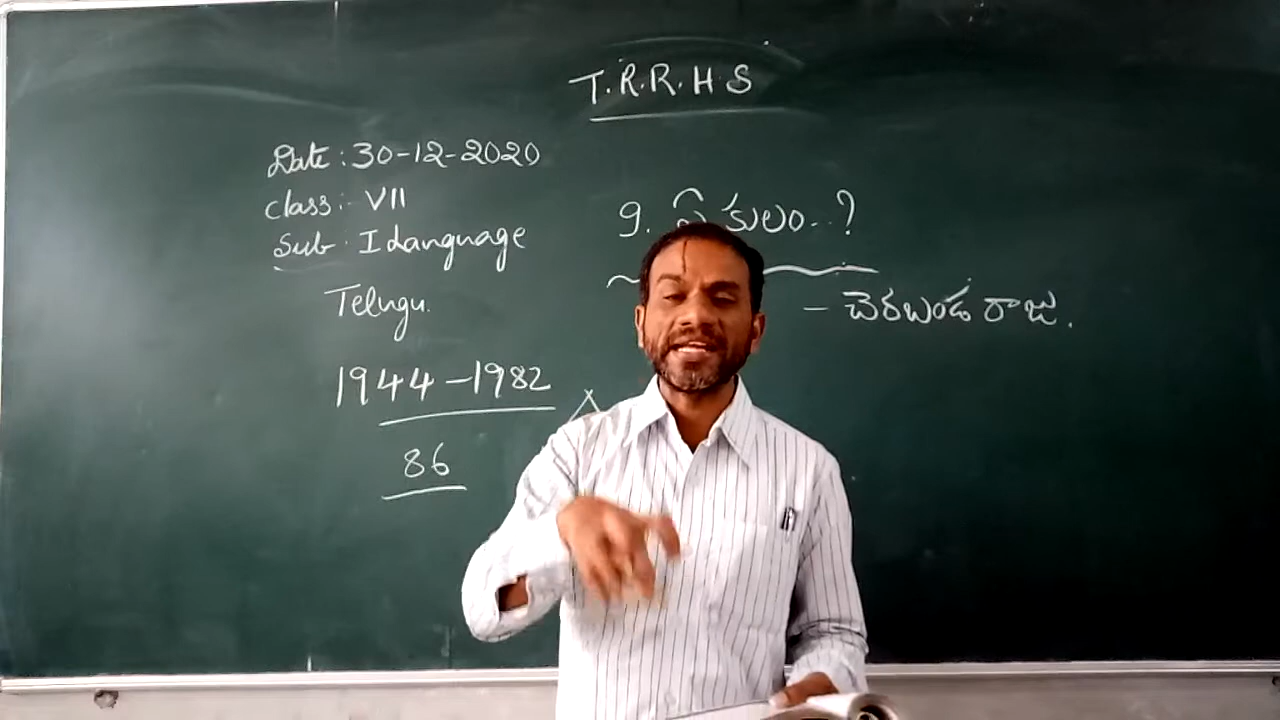 T.R.R.H.S
Date : 30-12-2020
Class :- VII
Sub : I Language
Telugu.
1944 - 1982
86
9. ఏ కులం..?
- చెరబండ రాజు.